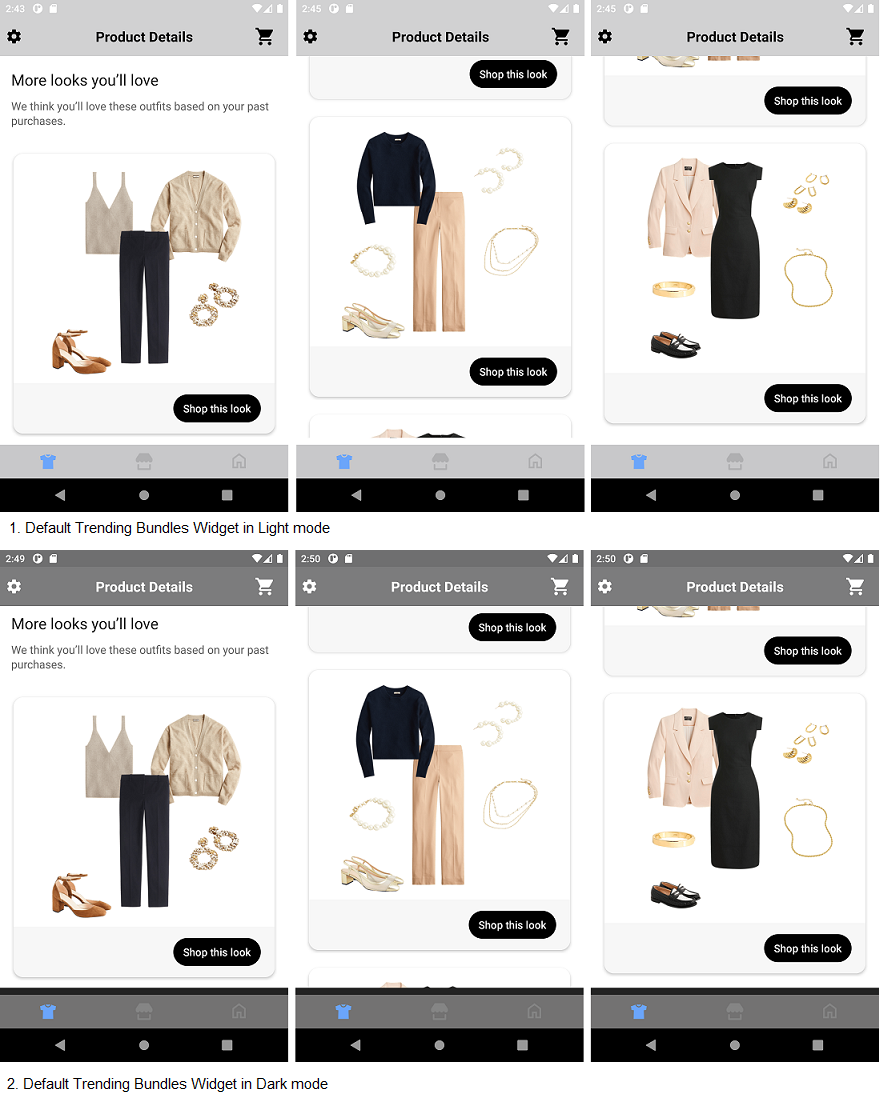 2:43
2:45
2:45
Product Details
Product Details
Product Details
More looks you'll love
We think you'll love these outfits based on your past
purchases.
Shop this look
Shop this look
Shop this look
Shop this look
Shop this look
1. Default Trending Bundles Widget in Light mode
2:49
2:50
2:50
Product Details
Product Details
Product Details
More looks you'll love
We think you'll love these outfits based on your past
purchases.
Shop this look
Shop this look
Shop this look
Shop this look
Shop this look
2. Default Trending Bundles Widget in Dark mode